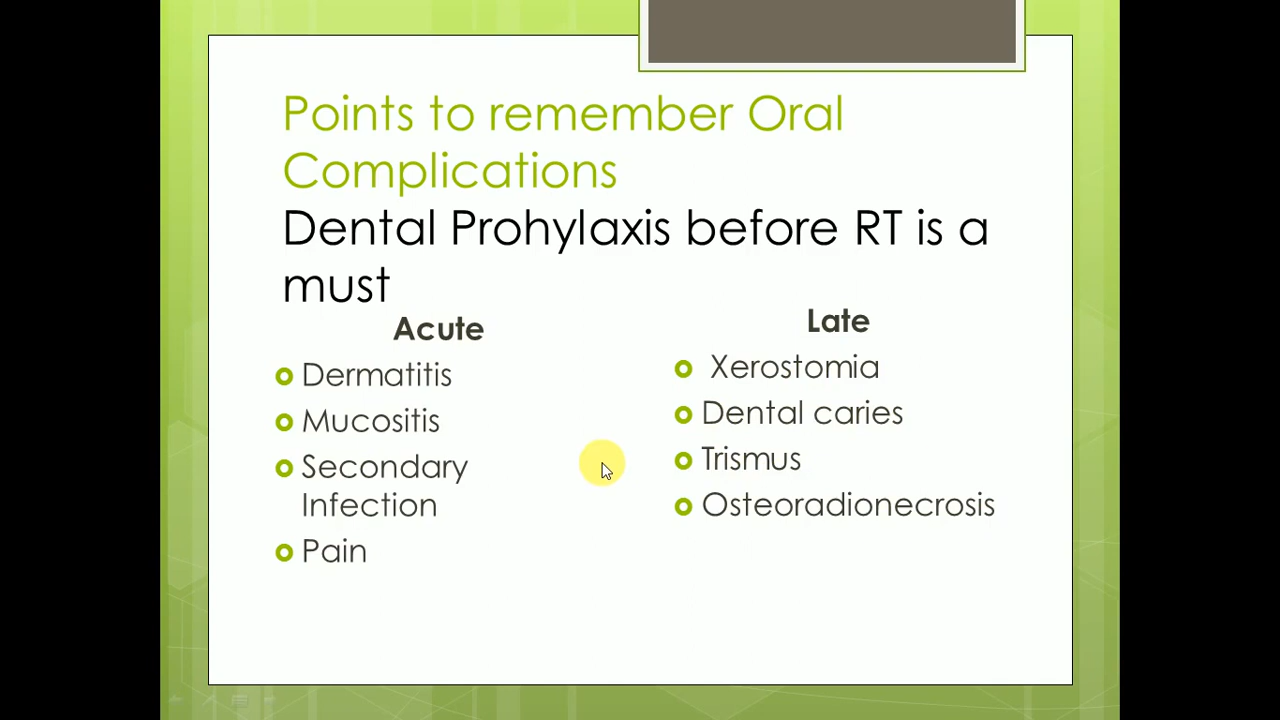 Points to remember Oral
Complications
Dental Prohylaxis before RT is a
must
Acute
Dermatitis
Mucositis
Secondary
Infection
Pain
Late
Xerostomia
Dental caries
Trismus
Osteoradionecrosis